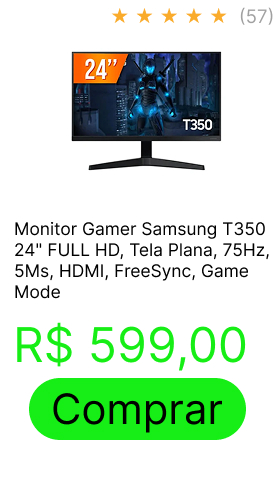 (57)
24’’
T350
Monitor Gamer Samsung T350
24" FULL HD, Tela Plana, 75Hz,
5Ms, HDMI, FreeSync, Game
Mode
R$ 599,00
Comprar